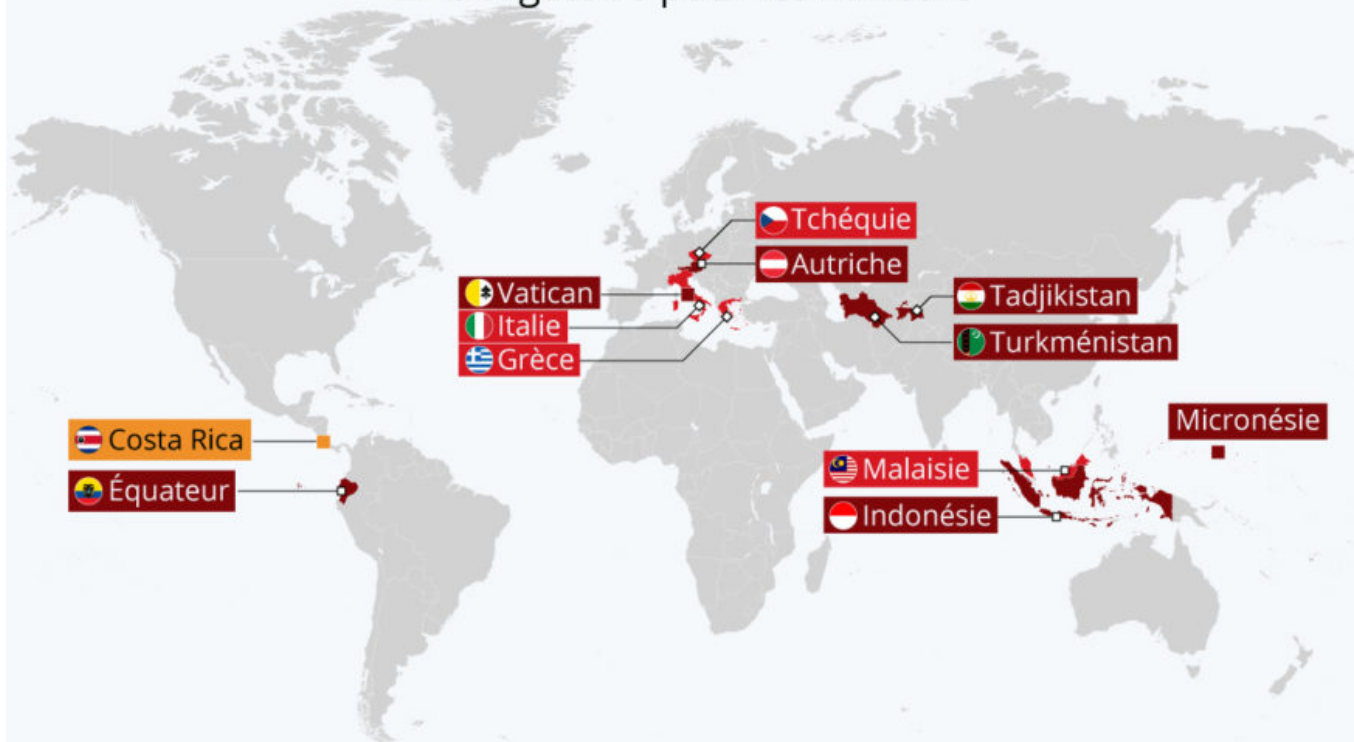 Tchéquie
Autriche
Vatican
Italie
Grèce
Tadjikistan
Turkménistan
Costa Rica
Équateur
Micronésie
Malaisie
Indonésie